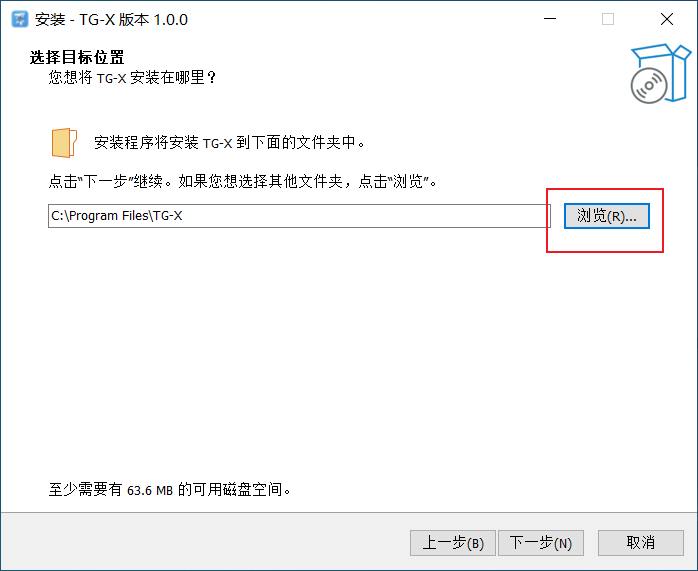 安装 - TG-X 版本 1.0.0
选择目标位置
您想将 TG-X 安装在哪里？
安装程序将安装 TG-X 到下面的文件夹中。
点击“下一步”继续。如果您想选择其他文件夹，点击“浏览”。
C:\Program Files\TG-X
浏览(R)...
至少需要有 63.6 MB 的可用磁盘空间。
上一步(B)
下一步(N)
取消